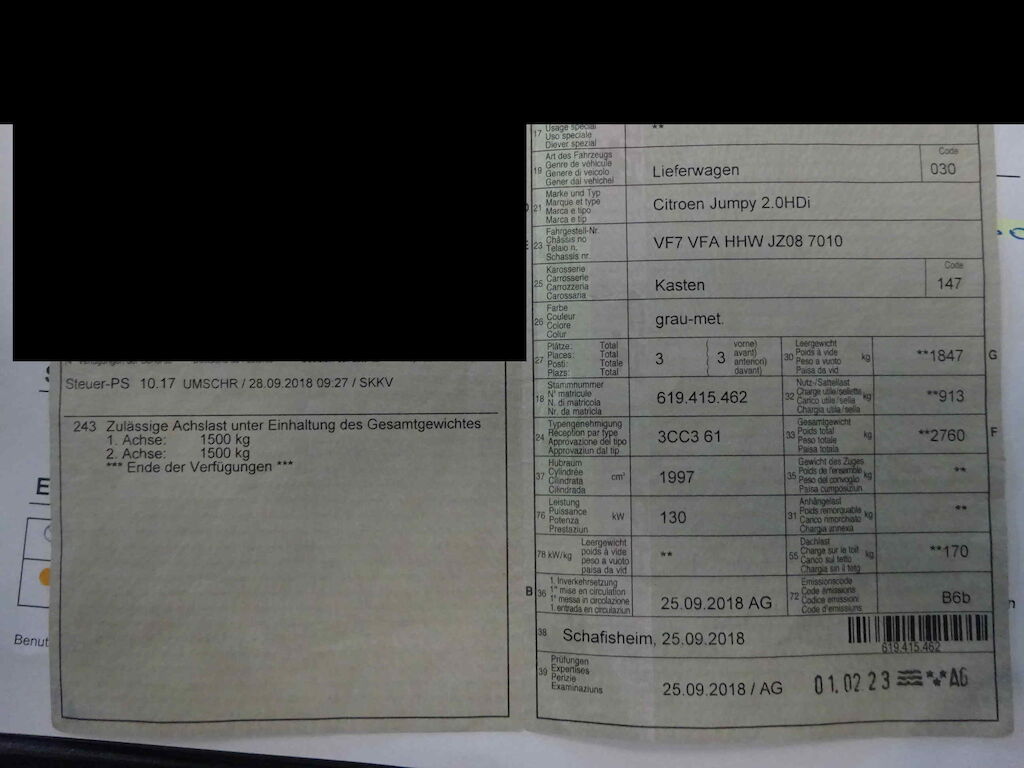 Steuer-PS 10.17 UMSCHR / 28.09.2018 09:27 / SKKV
243 Zulässige Achslast unter Einhaltung des Gesamtgewichtes
1. Achse: 1500 kg
2. Achse: 1500 kg
*** Ende der Verfügungen ***
E
Benut
17 Usage spécial **
Uso speciale
Diever spezial
19 Art des Fahrzeugs
Genre de véhicule
Genere di veicolo
Gener dal vehichel
Lieferwagen
Code
030
21 Marke und Typ
Marque et type
Marca e tipo
Marca e tip
Citroen Jumpy 2.0HDi
23 Fahrgestell-Nr.
Châssis no
Telaio n.
Schassis nr.
VF7 VFA HHW JZ08 7010
25 Karosserie
Carrosserie
Carrozzeria
Carossaria
Kasten
Code
147
26 Farbe
Couleur
Colore
Colur
grau-met.
27 Plätze: Total
Places: Total
Posti: Totale
Plazs: Total
3 ( 3 vorne)
avant)
anteriori)
davant)
30 Leergewicht
Poids à vide
Peso a vuoto
Paisa da vid
kg **1847 G
18 Stammnummer
N° matricule
N. di matricola
Nr. da matricla
619.415.462
32 Nutz-/Sattellast
Charge utile/sellette
Carico utile/sella
Chargia utila/sella
kg **913
24 Typengenehmigung
Réception par type
Approvazione del tipo
Approvaziun dal tip
3CC3 61
33 Gesamtgewicht
Poids total
Peso totale
Paisa totala
kg **2760 F
37 Hubraum
Cylindrée
Cilindrata
Cilindrada
cm³ 1997
35 Gewicht des Zuges
Poids de l'ensemble
Peso del convoglio
Paisa cumposiziun
kg **
76 Leistung
Puissance
Potenza
Prestaziun
kW 130
31 Anhängelast
Poids remorquable
Carico rimorchiato
Chargia annexa
kg **
78 kW/kg Leergewicht
poids à vide
peso a vuoto
paisa da vid
**
55 Dachlast
Charge sur le toit
Carico sul tetto
Chargia sin il tetg
kg **170
B 36 1. Inverkehrsetzung
1re mise en circulation
1a messa in circolazione
1. entrada en circulaziun
25.09.2018 AG
72 Emissionscode
Code émissions
Codice emissioni
Code d'emissiuns
B6b
38 Schafisheim, 25.09.2018
619.415.462
39 Prüfungen
Expertises
Perizie
Examinaziuns
25.09.2018 / AG
01.02 23 AG